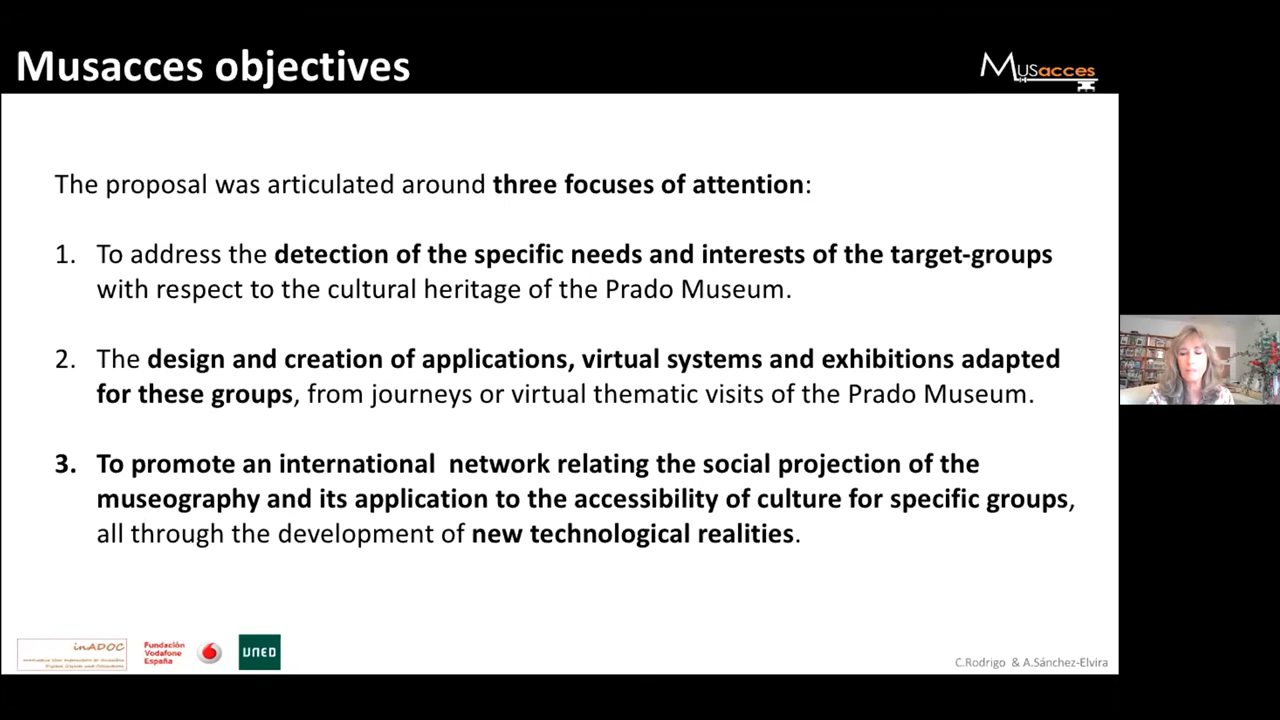 Musacces objectives
Musacces
The proposal was articulated around three focuses of attention:
1. To address the detection of the specific needs and interests of the target-groups
with respect to the cultural heritage of the Prado Museum.
2. The design and creation of applications, virtual systems and exhibitions adapted
for these groups, from journeys or virtual thematic visits of the Prado Museum.
3. To promote an international network relating the social projection of the
museography and its application to the accessibility of culture for specific groups,
all through the development of new technological realities.
inADOC
Fundación
Vodafone
España
UNED
C.Rodrigo & A.Sánchez-Elvira